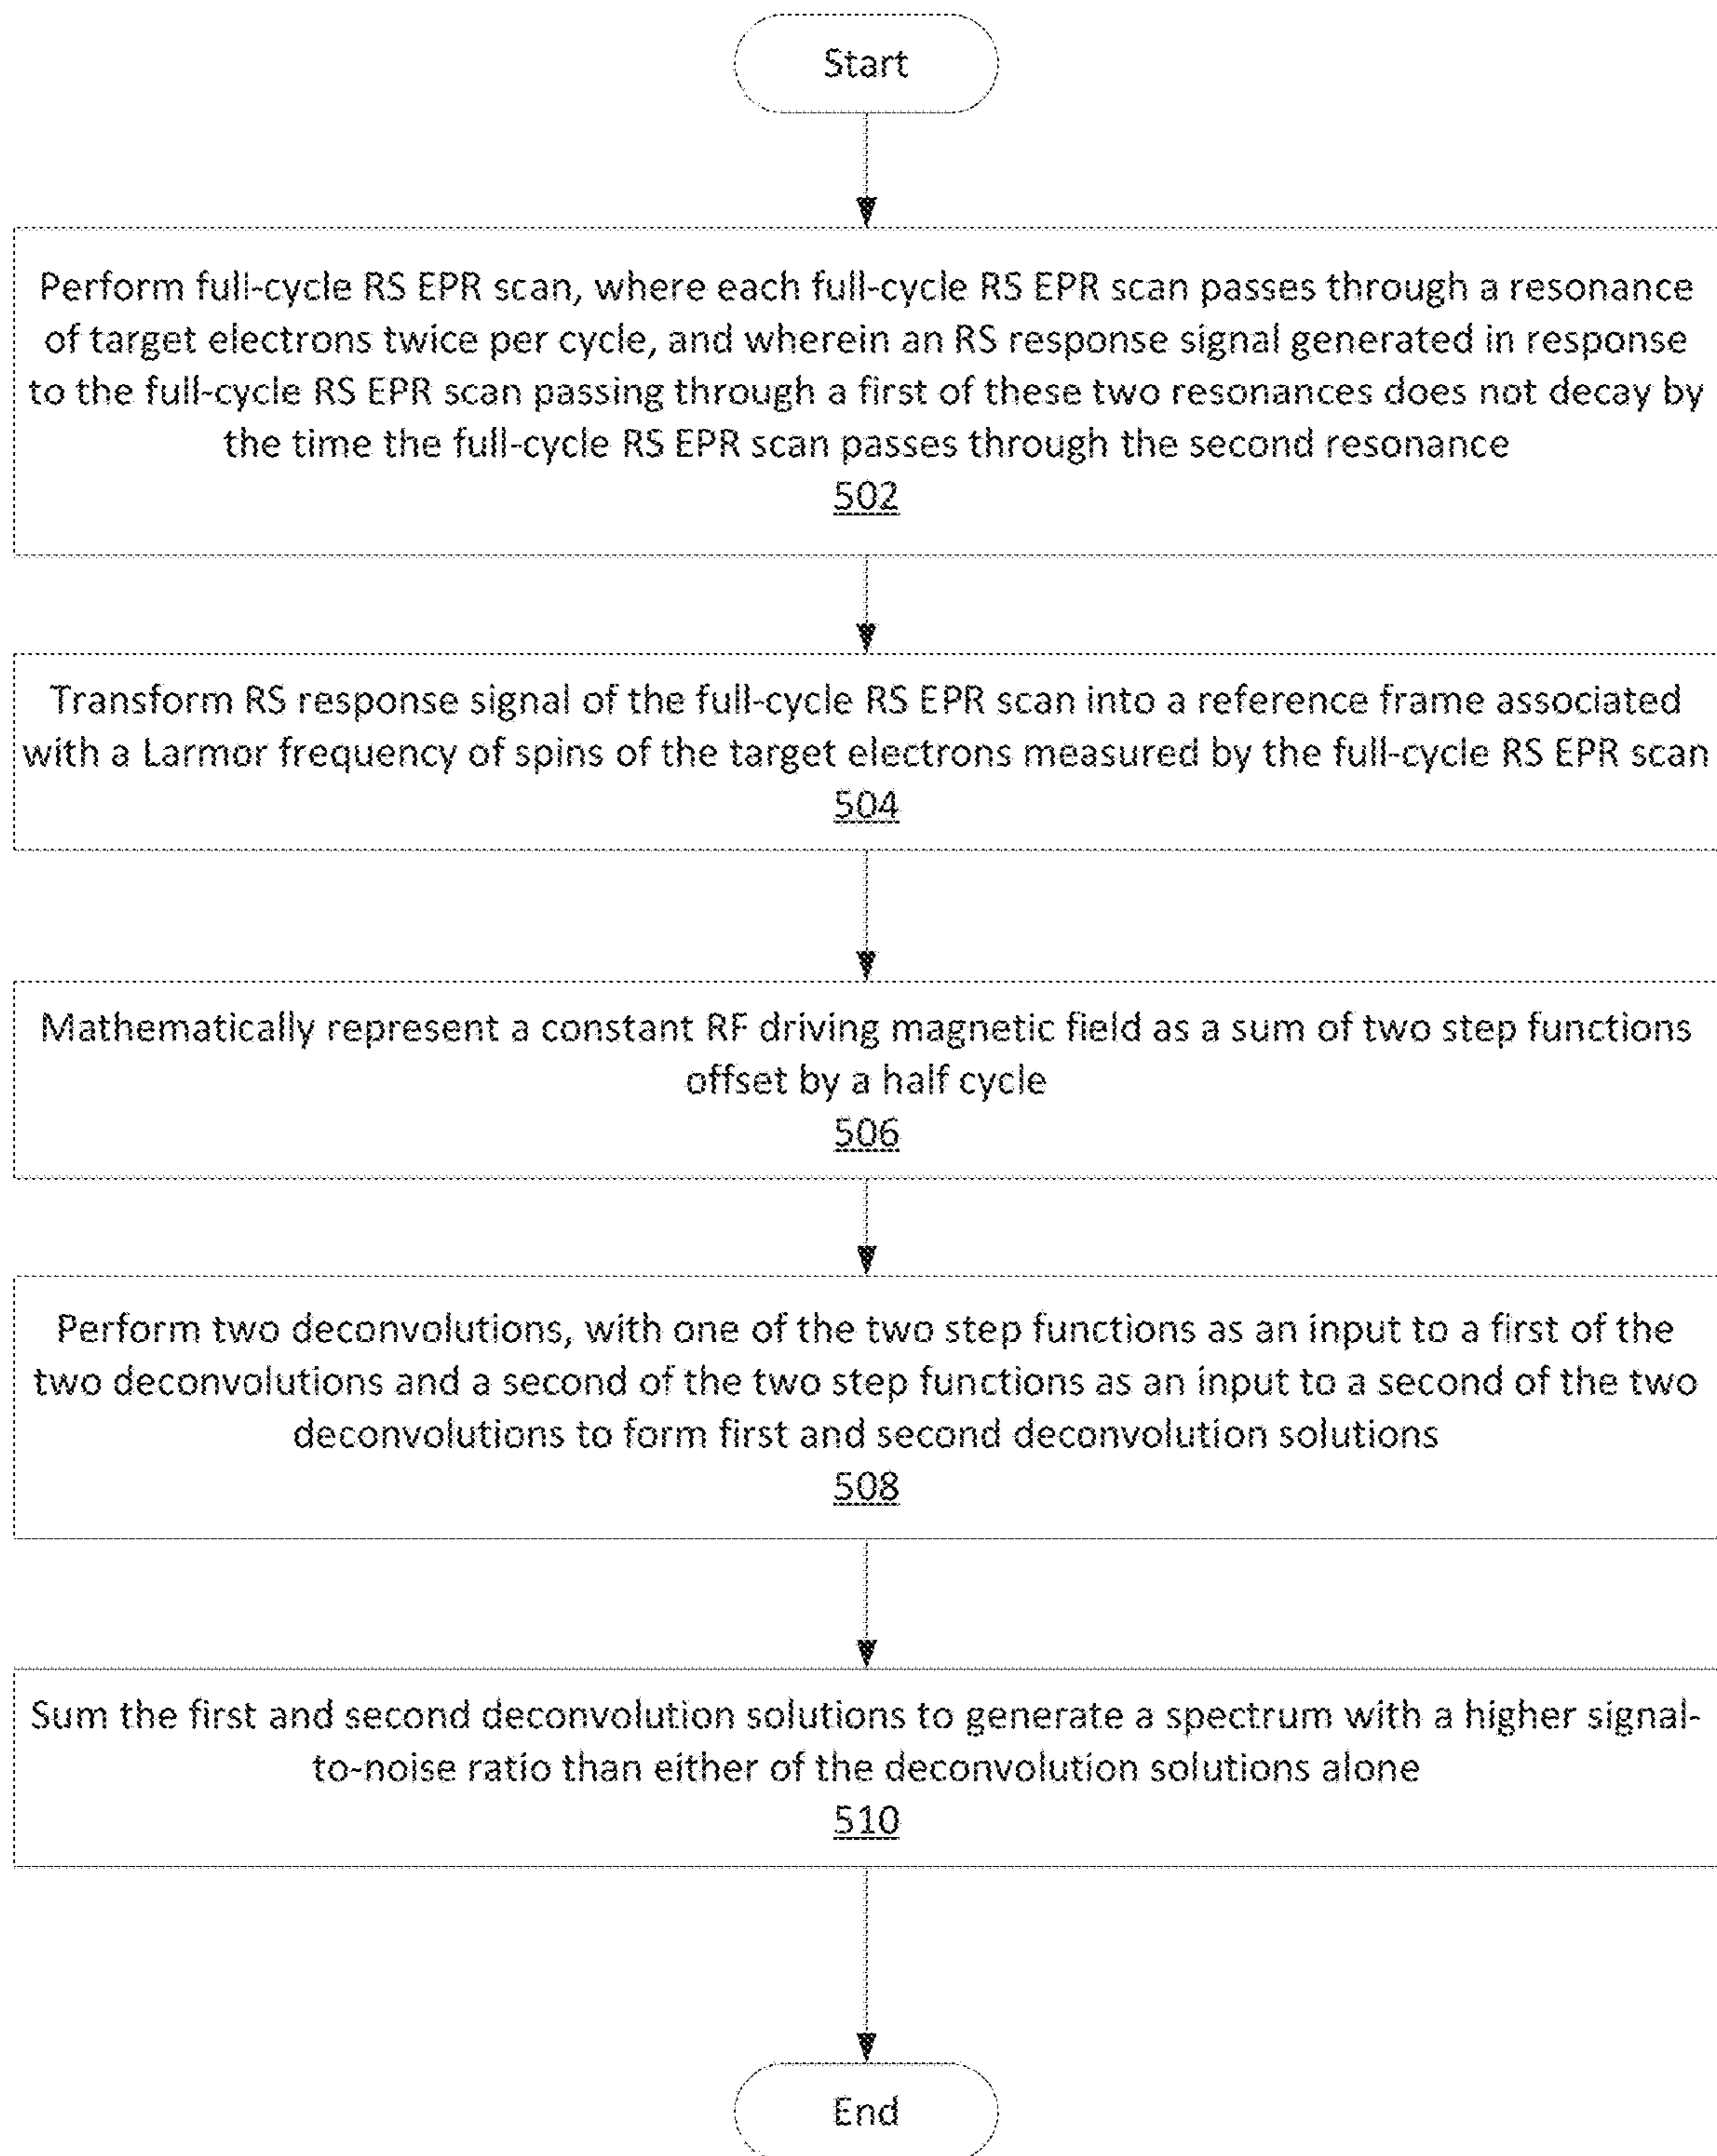 Start
Perform full-cycle RS EPR scan, where each full-cycle RS EPR scan passes through a resonance
of target electrons twice per cycle, and wherein an RS response signal generated in response
to the full-cycle RS EPR scan passing through a first of these two resonances does not decay by
the time the full-cycle RS EPR scan passes through the second resonance
502
Transform RS response signal of the full-cycle RS EPR scan into a reference frame associated
with a Larmor frequency of spins of the target electrons measured by the full-cycle RS EPR scan
504
Mathematically represent a constant RF driving magnetic field as a sum of two step functions
offset by a half cycle
506
Perform two deconvolutions, with one of the two step functions as an input to a first of the
two deconvolutions and a second of the two step functions as an input to a second of the two
deconvolutions to form first and second deconvolution solutions
508
Sum the first and second deconvolution solutions to generate a spectrum with a higher signal-
to-noise ratio than either of the deconvolution solutions alone
510
End